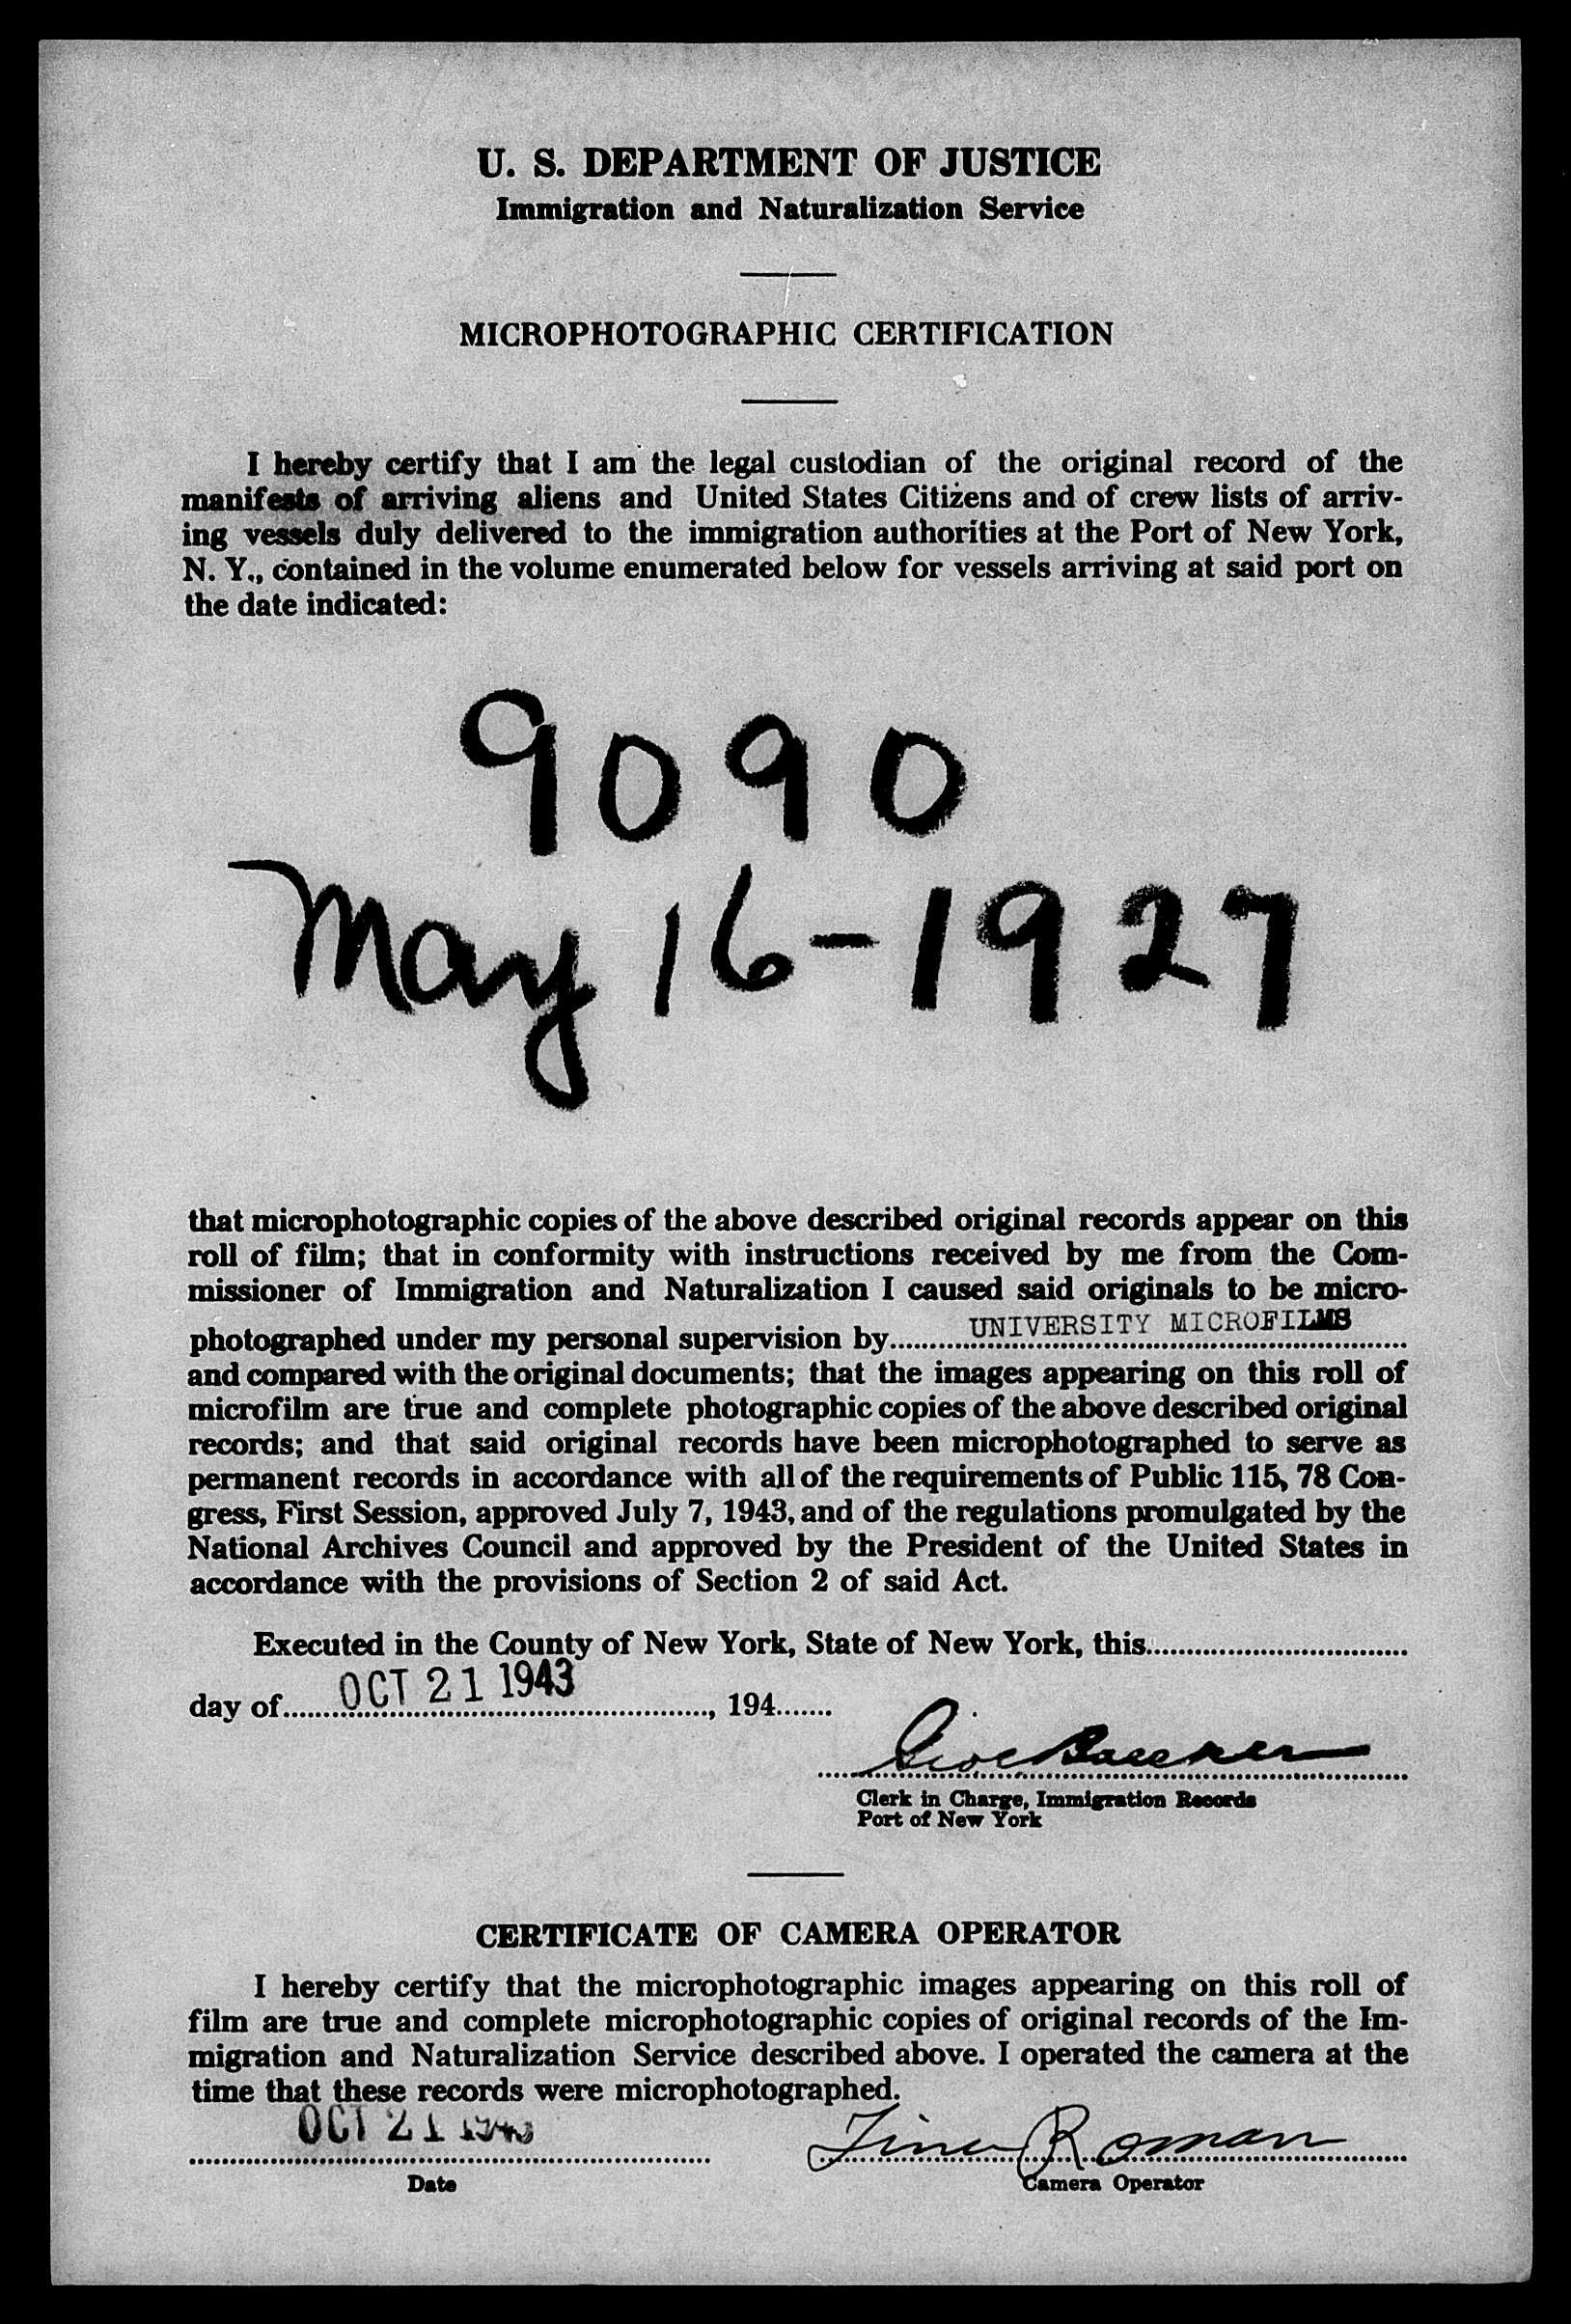 U. S. DEPARTMENT OF JUSTICE
Immigration and Naturalization Service
MICROPHOTOGRAPHIC CERTIFICATION
I hereby certify that I am the legal custodian of the original record of the
manifests of arriving aliens and United States Citizens and of crew lists of arriv-
ing vessels duly delivered to the immigration authorities at the Port of New York,
N. Y., contained in the volume enumerated below for vessels arriving at said port on
the date indicated:
9090
May 16-1927
that microphotographic copies of the above described original records appear on this
roll of film; that in conformity with instructions received by me from the Com-
missioner of Immigration and Naturalization I caused said originals to be micro-
photographed under my personal supervision by UNIVERSITY MICROFILMS
and compared with the original documents; that the images appearing on this roll of
microfilm are true and complete photographic copies of the above described original
records; and that said original records have been microphotographed to serve as
permanent records in accordance with all of the requirements of Public 115, 78 Con-
gress, First Session, approved July 7, 1943, and of the regulations promulgated by the
National Archives Council and approved by the President of the United States in
accordance with the provisions of Section 2 of said Act.
Executed in the County of New York, State of New York, this
day of OCT 21 1943, 194
Clerk in Charge, Immigration Records
Port of New York
CERTIFICATE OF CAMERA OPERATOR
I hereby certify that the microphotographic images appearing on this roll of
film are true and complete microphotographic copies of original records of the Im-
migration and Naturalization Service described above. I operated the camera at the
time that these records were microphotographed.
OCT 21 1943 Tina Roman
Date Camera Operator